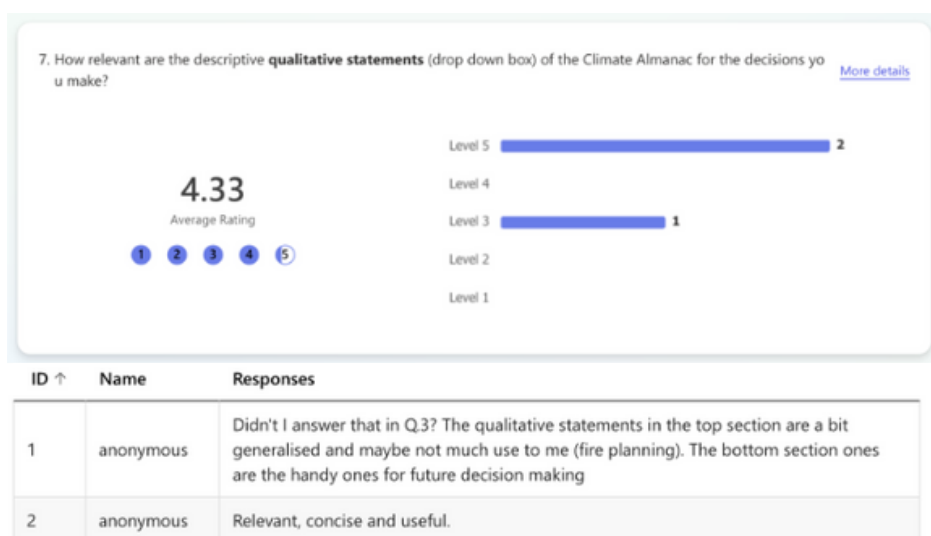 7. How relevant are the descriptive qualitative statements (drop down box) of the Climate Almanac for the decisions yo
u make?
More details
4.33
Average Rating
1 2 3 4 5
Level 5 2
Level 4
Level 3 1
Level 2
Level 1
ID ↑ Name Responses
1 anonymous Didn't I answer that in Q.3? The qualitative statements in the top section are a bit
generalised and maybe not much use to me (fire planning). The bottom section ones
are the handy ones for future decision making
2 anonymous Relevant, concise and useful.